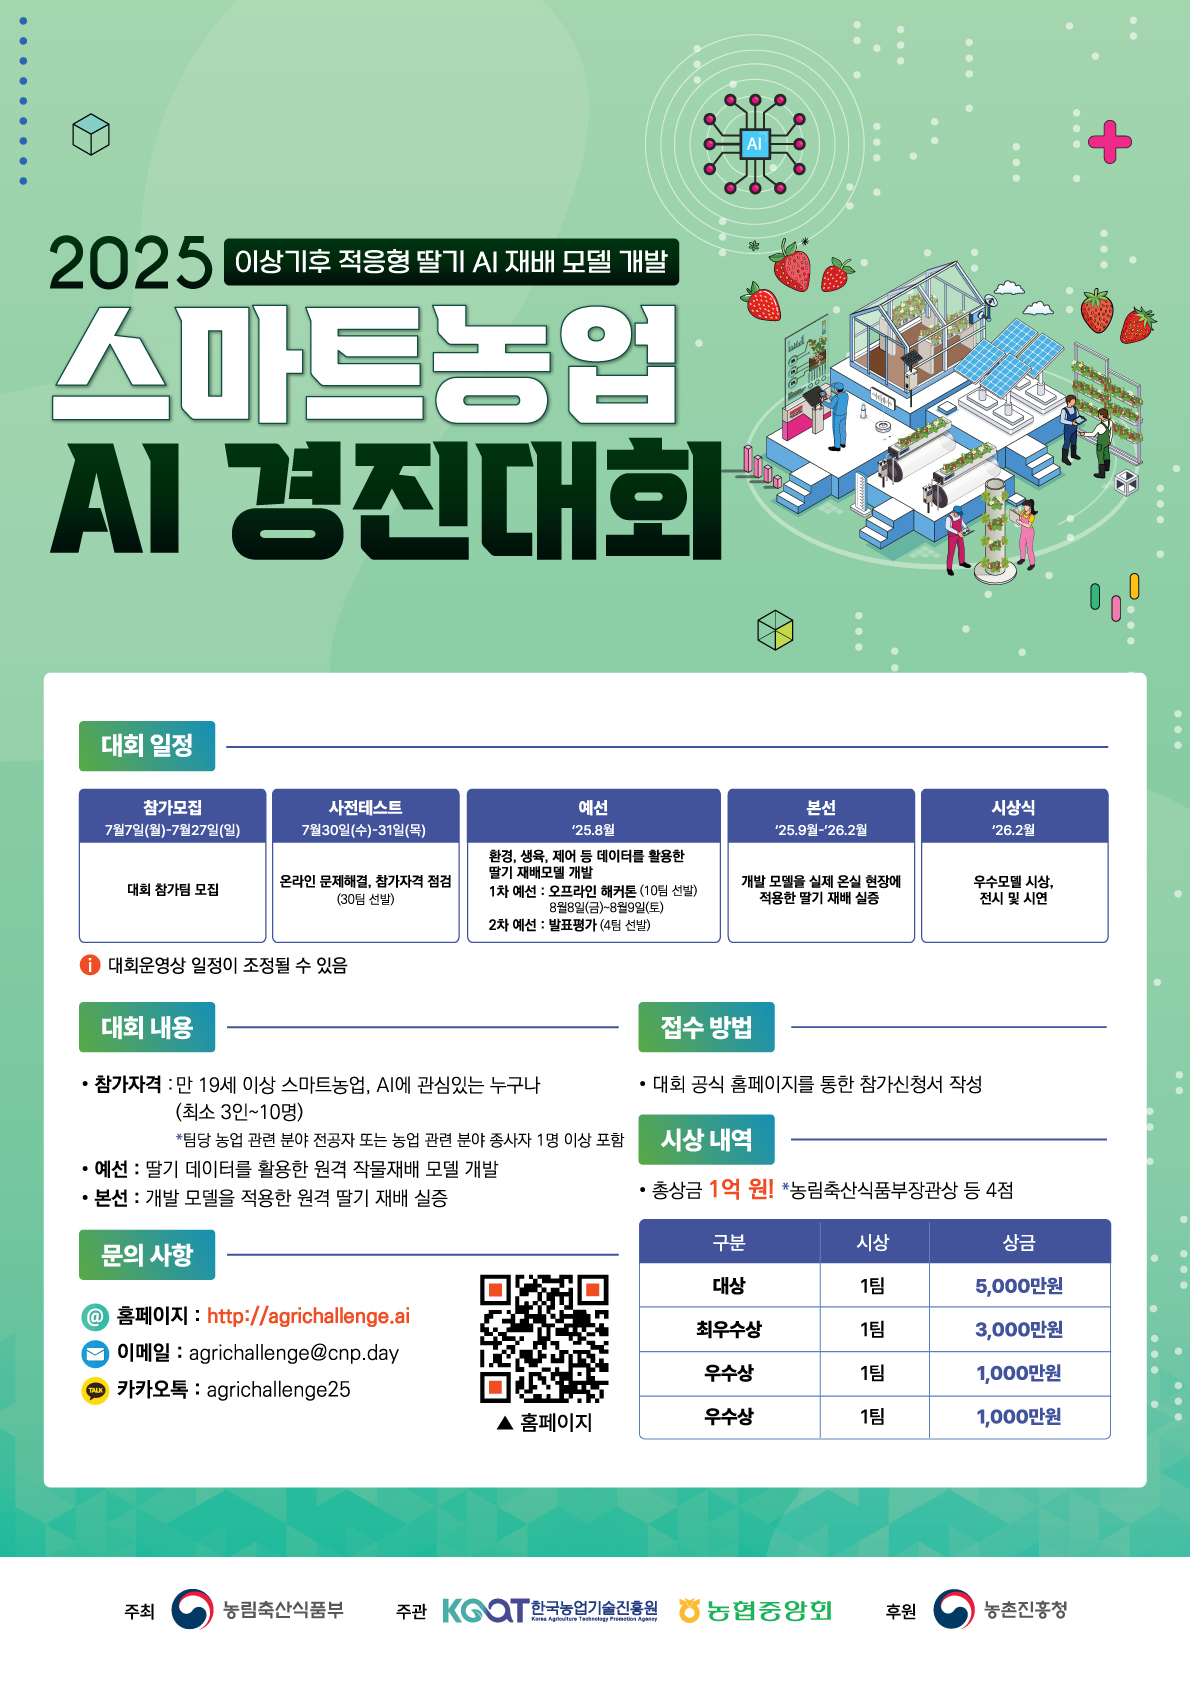 AI
2025 이상기후 적응형 딸기 AI 재배 모델 개발
스마트농업
AI 경진대회
대회 일정
참가모집
7월7일(월)-7월27일(일)
대회 참가팀 모집
사전테스트
7월30일(수)-31일(목)
온라인 문제해결, 참가자격 점검
(30팀 선발)
예선
‘25.8월
환경, 생육, 제어 등 데이터를 활용한
딸기 재배모델 개발
1차 예선 : 오프라인 해커톤 (10팀 선발)
8월8일(금)~8월9일(토)
2차 예선 : 발표평가 (4팀 선발)
본선
‘25.9월-’26.2월
개발 모델을 실제 온실 현장에
적용한 딸기 재배 실증
시상식
‘26.2월
우수모델 시상,
전시 및 시연
i 대회운영상 일정이 조정될 수 있음
대회 내용
• 참가자격 : 만 19세 이상 스마트농업, AI에 관심있는 누구나
(최소 3인~10명)
*팀당 농업 관련 분야 전공자 또는 농업 관련 분야 종사자 1명 이상 포함
• 예선 : 딸기 데이터를 활용한 원격 작물재배 모델 개발
• 본선 : 개발 모델을 적용한 원격 딸기 재배 실증
문의 사항
@ 홈페이지 : http://agrichallenge.ai
이메일 : agrichallenge@cnp.day
TALK 카카오톡 : agrichallenge25
▲ 홈페이지
접수 방법
• 대회 공식 홈페이지를 통한 참가신청서 작성
시상 내역
• 총상금 1억 원! *농림축산식품부장관상 등 4점
구분 시상 상금
대상 1팀 5,000만원
최우수상 1팀 3,000만원
우수상 1팀 1,000만원
우수상 1팀 1,000만원
주최 농림축산식품부 주관 KOAT 한국농업기술진흥원 농협중앙회 후원 농촌진흥청
Korea Agriculture Technology Promotion Agency